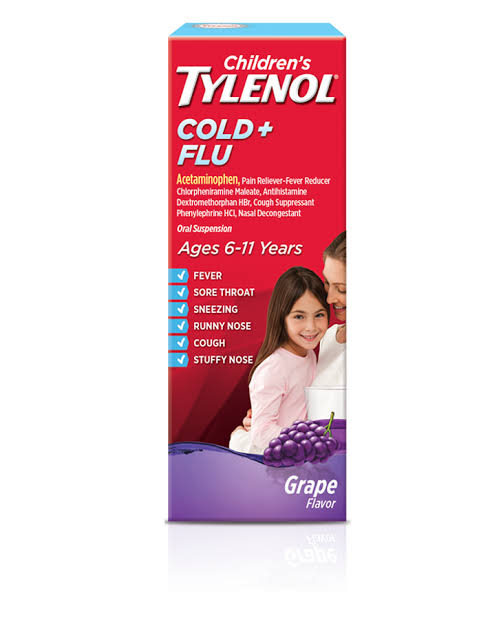 Children's
TYLENOL®
COLD +
FLU
Acetaminophen, Pain Reliever-Fever Reducer
Chlorpheniramine Maleate, Antihistamine
Dextromethorphan HBr, Cough Suppressant
Phenylephrine HCl, Nasal Decongestant
Oral Suspension
Ages 6-11 Years
FEVER
SORE THROAT
SNEEZING
RUNNY NOSE
COUGH
STUFFY NOSE
Grape
Flavor